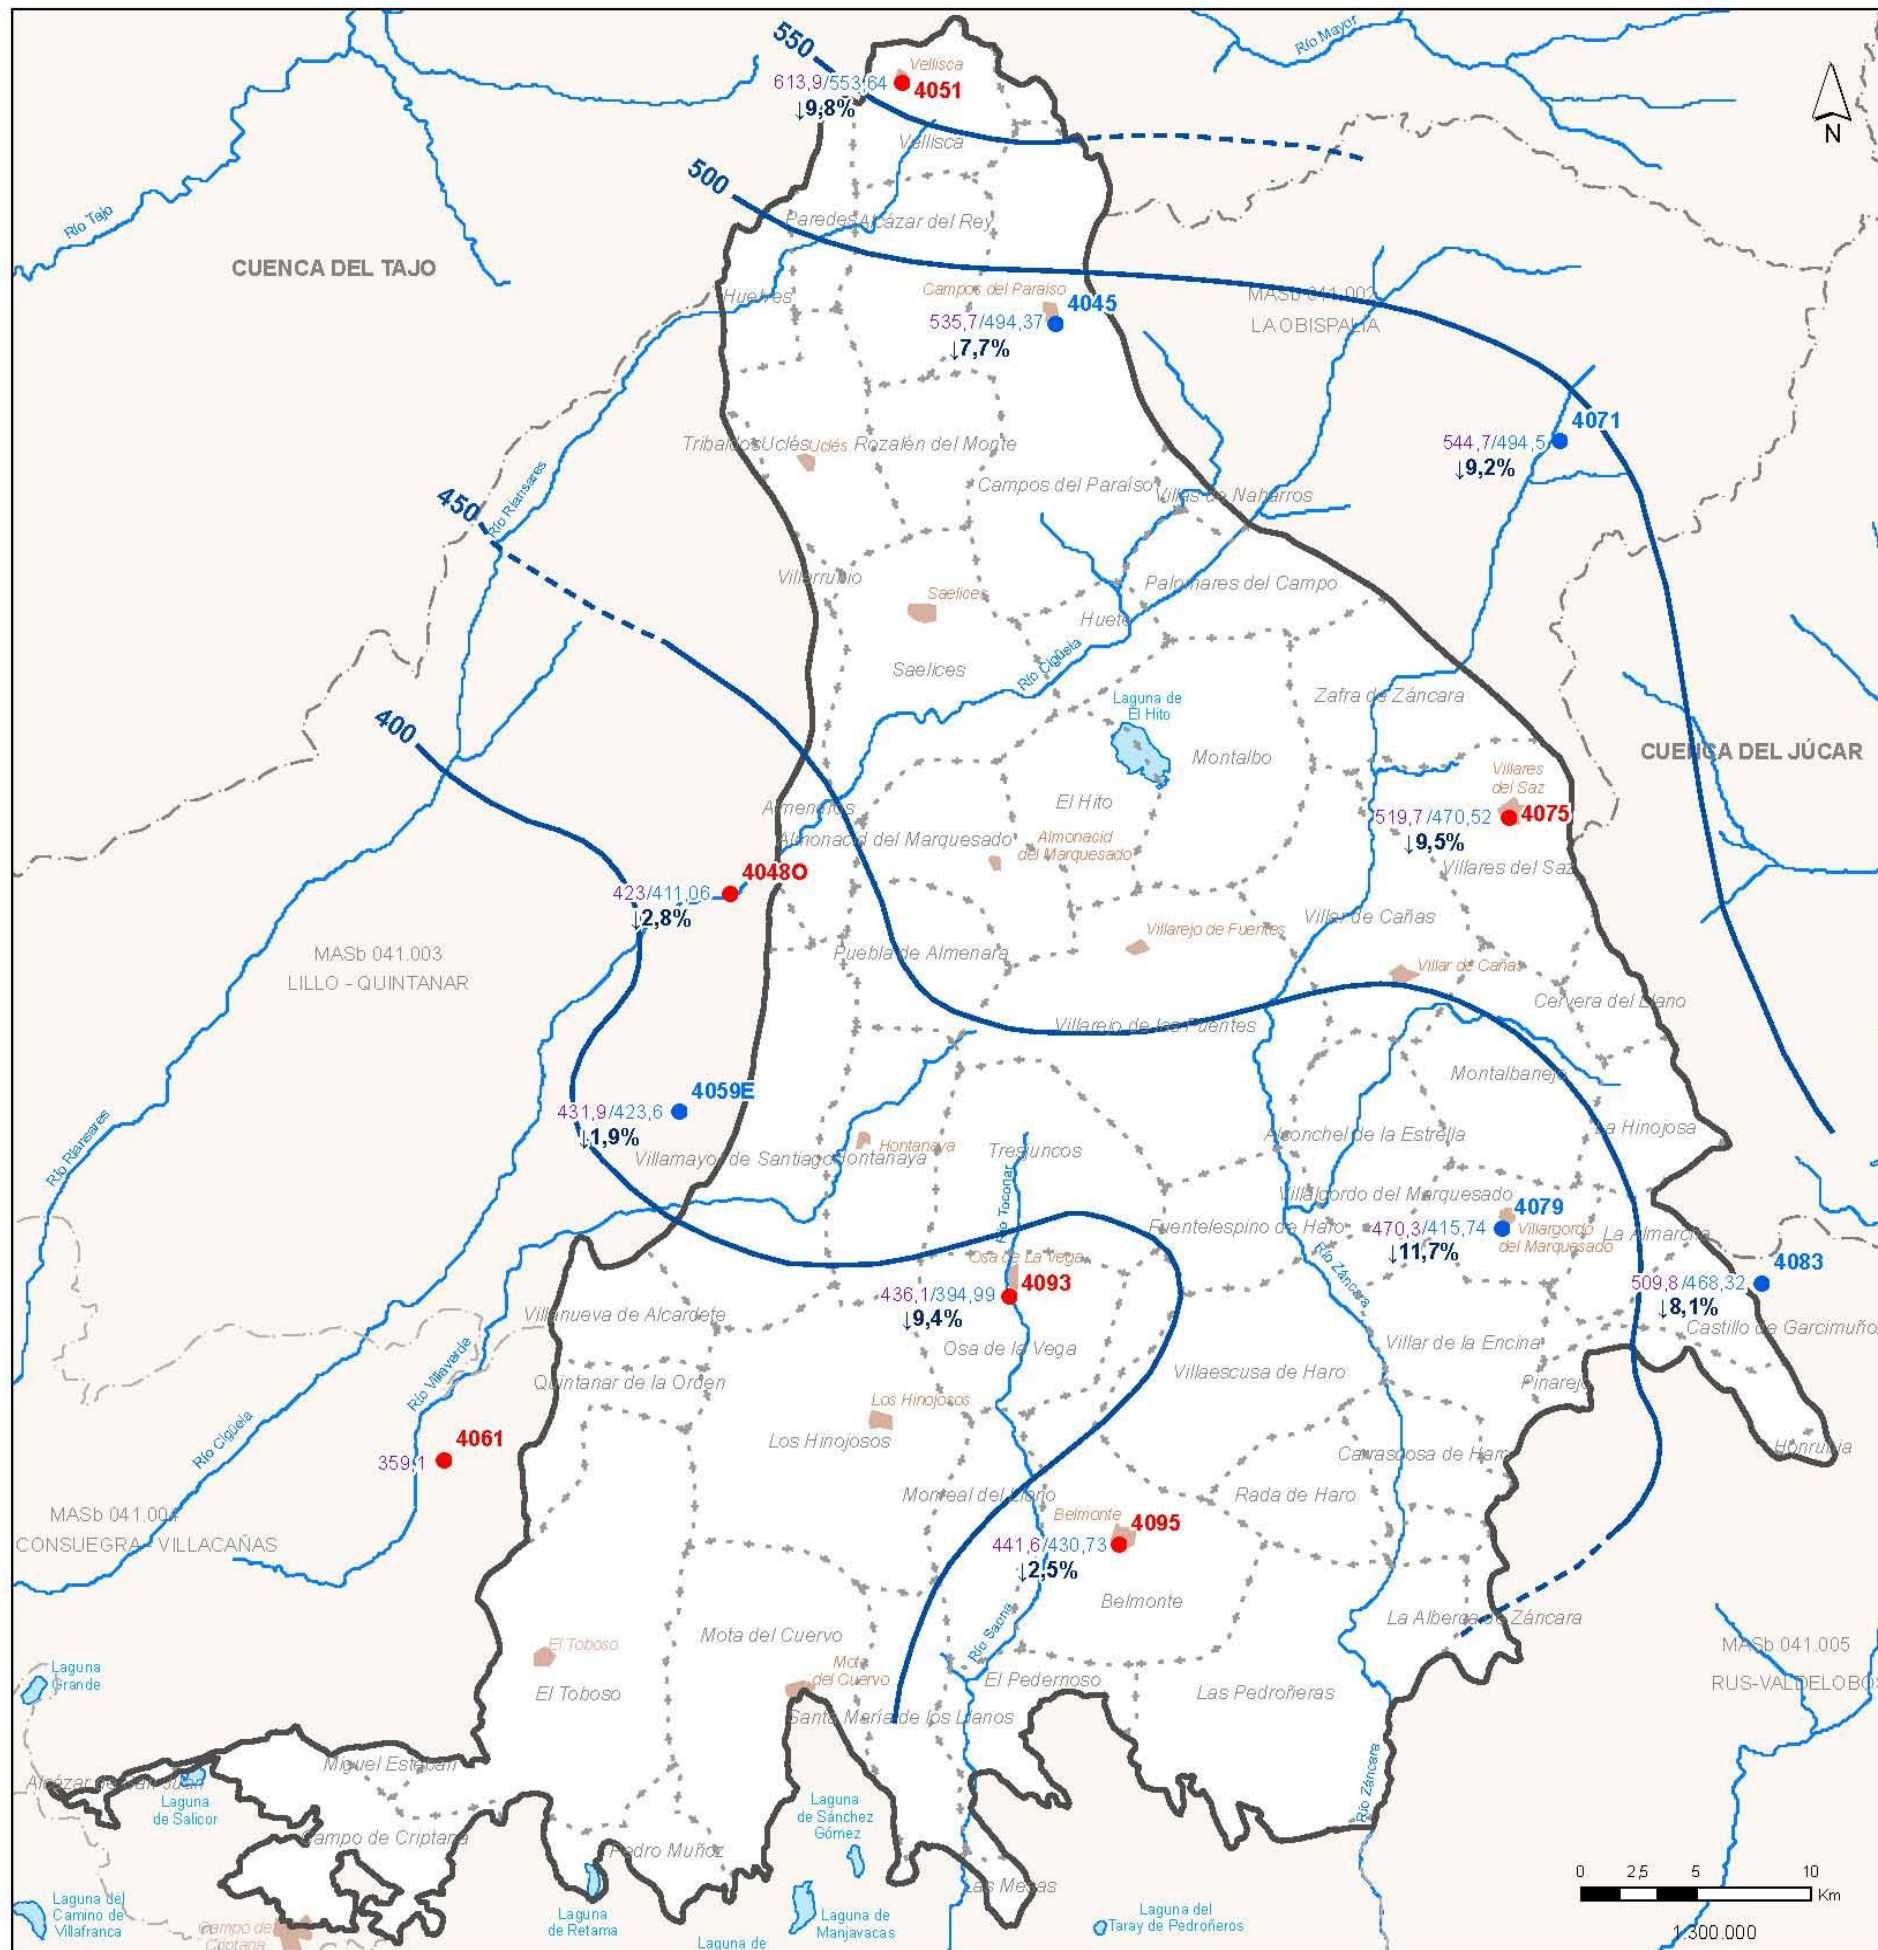 550
Río Mayor
Vellisca
613,9/553,64
4051
↓9,8%
N
Vellisca
500
Río Tajo
Paredes
Alcázar del Rey
CUENCA DEL TAJO
Huelves
Campos del Paraiso
4045
MASb 041.002
LA OBISPALIA
535,7/494,37
↓7,7%
4071
544,7/494,5
↓9,2%
Tribaldos
Uclés
Uclés
Rozalén del Monte
Campos del Paraíso
Villas de Naharros
450
Río Riansares
Villarrubio
Palomares del Campo
Saelices
Huete
Saelices
Río Cigüela
Laguna de
El Hito
Zafra de Záncara
400
Montalbo
CUENCA DEL JÚCAR
Villares
del Saz
El Hito
Almendros
519,7/470,52
4075
↓9,5%
Almonacid del Marquesado
Almonacid
del Marquesado
Villares del Saz
4048O
423/411,06
↓2,8%
Villar de Cañas
Villarejo de Fuentes
MASb 041.003
LILLO - QUINTANAR
Puebla de Almenara
Villar de Cañas
Cervera del Llano
Villarejo de las Fuentes
Montalbanejo
4059E
431,9/423,6
↓1,9%
Río Riansares
Hontanaya
Villamayor de Santiago
Hontanaya
Tresjuncos
Alconchel de la Estrella
La Hinojosa
Río Toconar
Villalgordo del Marquesado
4079
Fuentelespino de Haro
470,3/415,74
↓11,7%
Villargordo
del Marquesado
La Almarcha
Osa de La Vega
Río Záncara
4083
509,8/468,32
↓8,1%
4093
436,1/394,99
↓9,4%
Villanueva de Alcardete
Castillo de Garcimuño
Osa de la Vega
Villar de la Encina
Villaescusa de Haro
Río Villaverde
Quintanar de la Orden
Pinarejo
Los Hinojosos
Río Cigüela
4061
359,1
Los Hinojosos
Carrascosa de Haro
Honrubia
Monreal del Llano
Rada de Haro
MASb 041.004
CONSUEGRA - VILLACAÑAS
Belmonte
4095
441,6/430,73
↓2,5%
Belmonte
La Alberca de Záncara
Río Saona
El Toboso
Mota del Cuervo
MASb 041.005
RUS-VALDELOBOS
Laguna
Grande
Mota
del Cuervo
El Toboso
El Pedernoso
Las Pedroñeras
Santa María de los Llanos
Miguel Esteban
Alcázar de San Juan
Laguna
de Salicor
Río Záncara
Laguna
de Sánchez
Gómez
Campo de Criptana
Pedro Muñoz
Las Mesas
0 2,5 5 10
Km
1:300.000
Laguna del
Camino de
Villafranca
Campo de
Criptana
Laguna
de Retama
Laguna de
Manjavacas
Laguna del
Taray de Pedroñeros
Laguna de